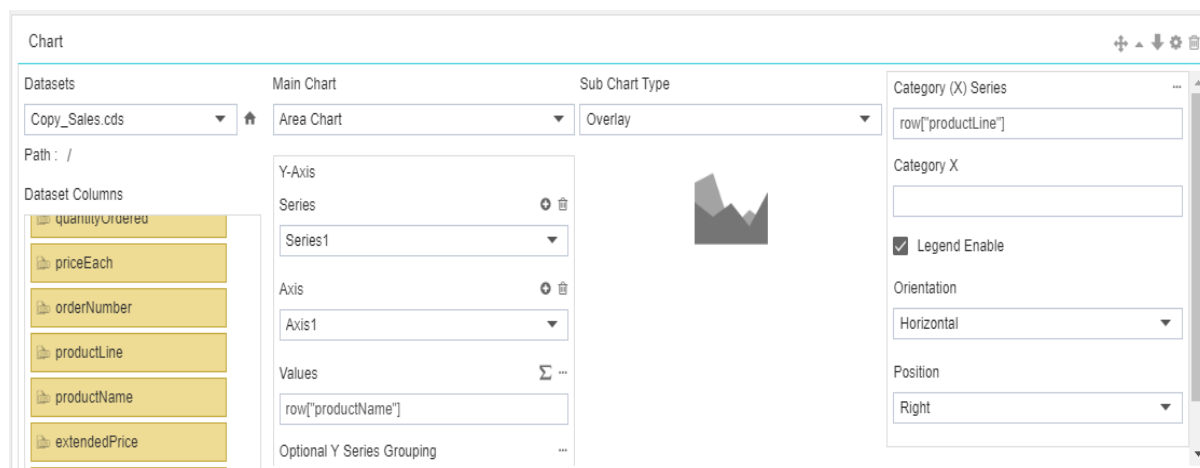 Chart
Datasets
Copy_Sales.cds
Path : /
Dataset Columns
quantityOrdered
priceEach
orderNumber
productLine
productName
extendedPrice
Main Chart
Area Chart
Y-Axis
Series
Series1
Axis
Axis1
Values
row["productName"]
Optional Y Series Grouping
Sub Chart Type
Overlay
Category (X) Series
row["productLine"]
Category X
Legend Enable
Orientation
Horizontal
Position
Right